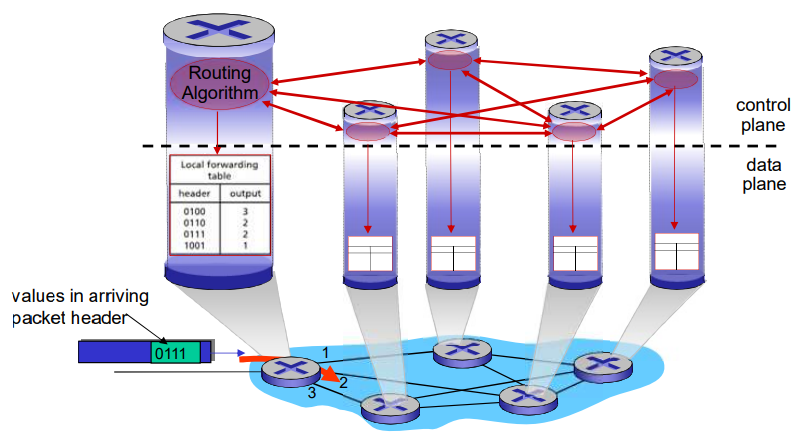 Routing
Algorithm
control
plane
data
plane
Local forwarding
table
header output
0100 3
0110 2
0111 2
1001 1
values in arriving
packet header
0111
1
2
3